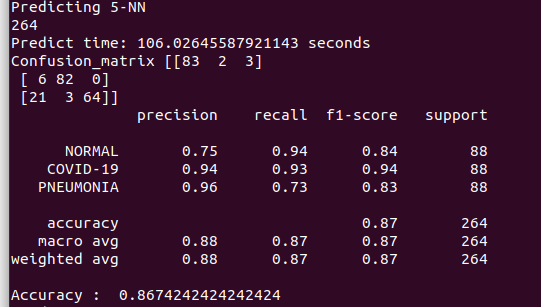 Predicting 5-NN
264
Predict time: 106.02645587921143 seconds
Confusion_matrix [[83  2  3]
 [ 6 82  0]
 [21  3 64]]
              precision    recall  f1-score   support

      NORMAL       0.75      0.94      0.84        88
    COVID-19       0.94      0.93      0.94        88
   PNEUMONIA       0.96      0.73      0.83        88

    accuracy                           0.87       264
   macro avg       0.88      0.87      0.87       264
weighted avg       0.88      0.87      0.87       264

Accuracy :  0.8674242424242424